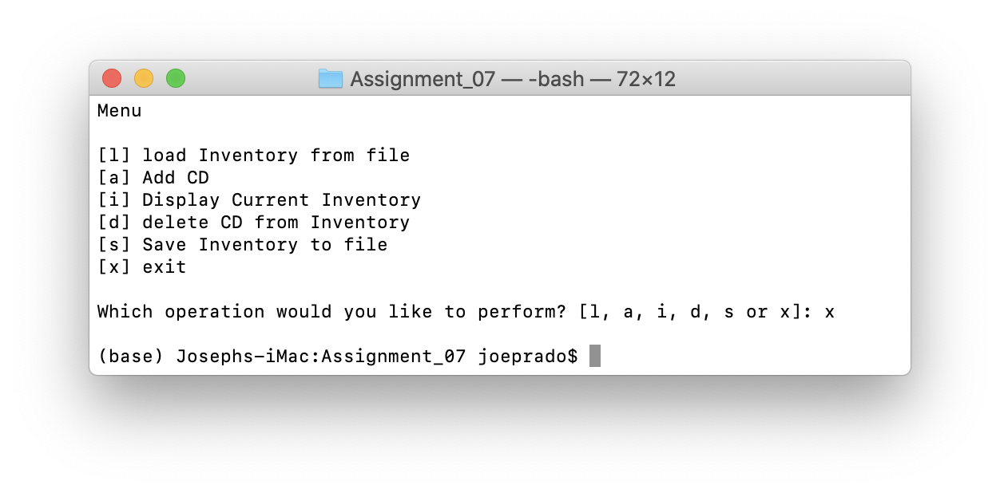 Assignment_07 — -bash — 72×12
Menu
[l] load Inventory from file
[a] Add CD
[i] Display Current Inventory
[d] delete CD from Inventory
[s] Save Inventory to file
[x] exit
Which operation would you like to perform? [l, a, i, d, s or x]: x
(base) Josephs-iMac:Assignment_07 joeprado$